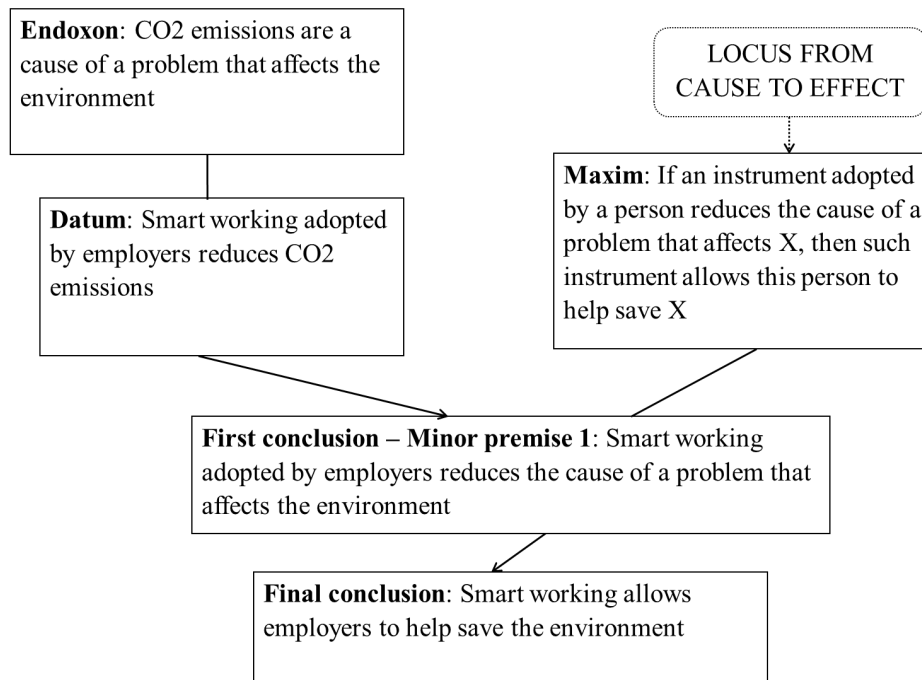 Endoxon: CO2 emissions are a
cause of a problem that affects the
environment
LOCUS FROM
CAUSE TO EFFECT
Datum: Smart working adopted
by employers reduces CO2
emissions
Maxim: If an instrument adopted
by a person reduces the cause of a
problem that affects X, then such
instrument allows this person to
help save X
First conclusion – Minor premise 1: Smart working
adopted by employers reduces the cause of a problem that
affects the environment
Final conclusion: Smart working allows
employers to help save the environment